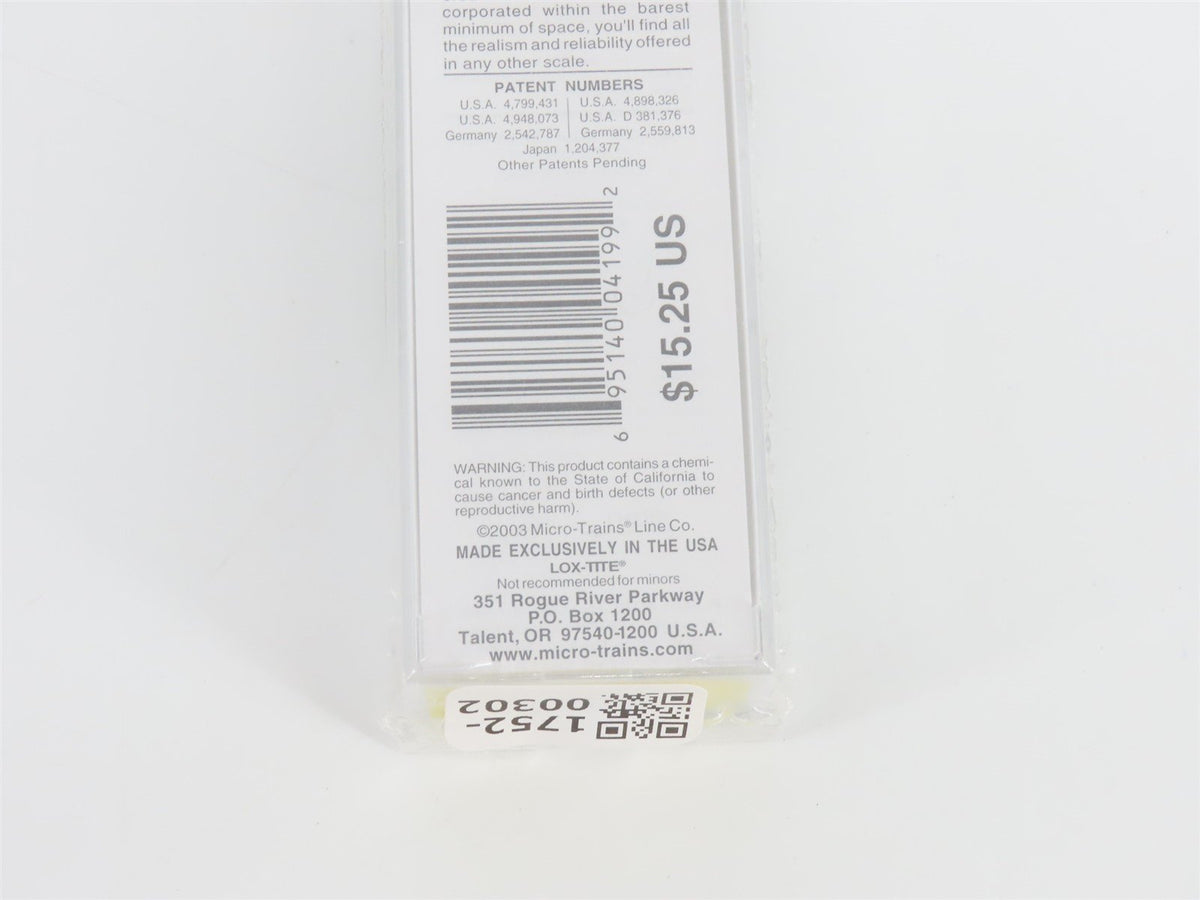 corporated within the barest
minimum of space, you'll find all
the realism and reliability offered
in any other scale.
PATENT NUMBERS
U.S.A. 4,799,431 U.S.A. 4,898,326
U.S.A. 4,948,073 U.S.A. D 381,376
Germany 2,542,787 Germany 2,559,813
Japan 1,204,377
Other Patents Pending
6 95140 04199 2
$15.25 US
WARNING: This product contains a chemi-
cal known to the State of California to
cause cancer and birth defects (or other
reproductive harm).
©2003 Micro-Trains® Line Co.
MADE EXCLUSIVELY IN THE USA
LOX-TITE®
Not recommended for minors
351 Rogue River Parkway
P.O. Box 1200
Talent, OR 97540-1200 U.S.A.
www.micro-trains.com
1752-
00302